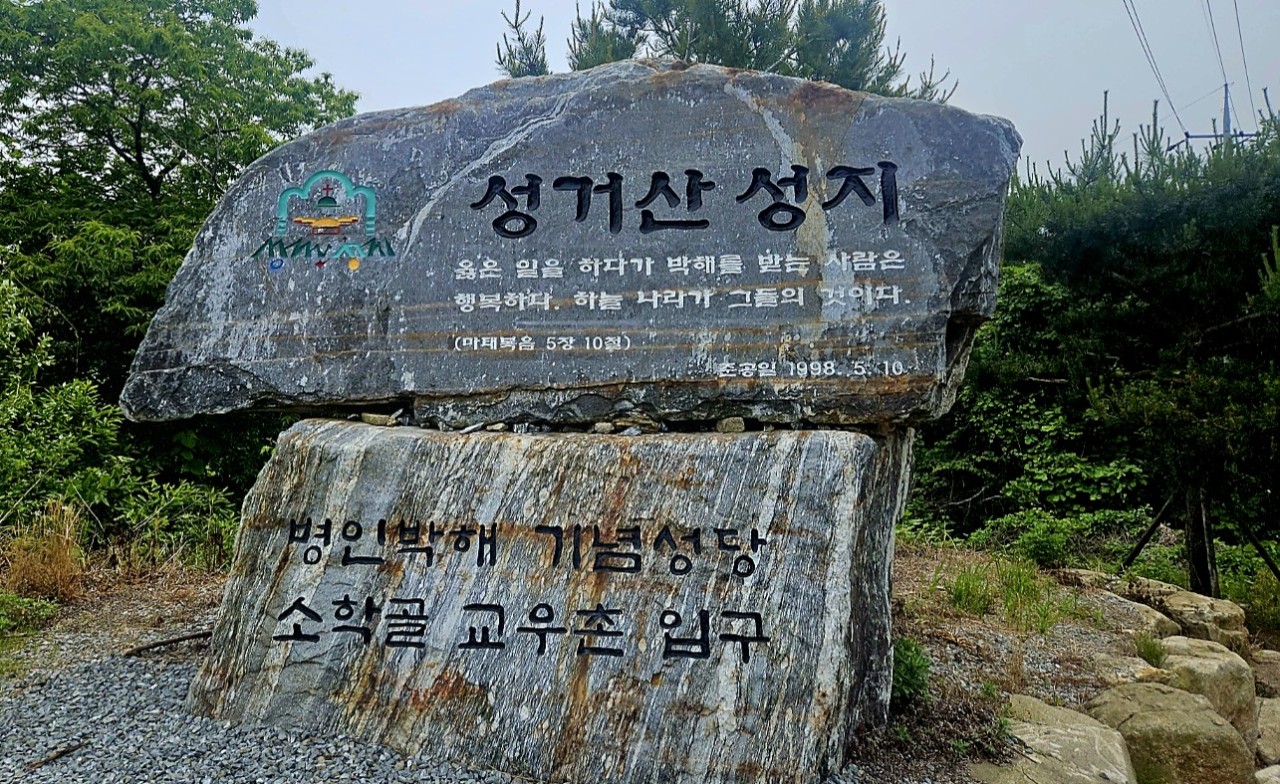 성거산 성지
옳은 일을 하다가 박해를 받는 사람은
행복하다. 하늘 나라가 그들의 것이다.
(마태복음 5장 10절)
준공일 1998. 5. 10
병인박해 기념성당
소학골 교우촌 입구